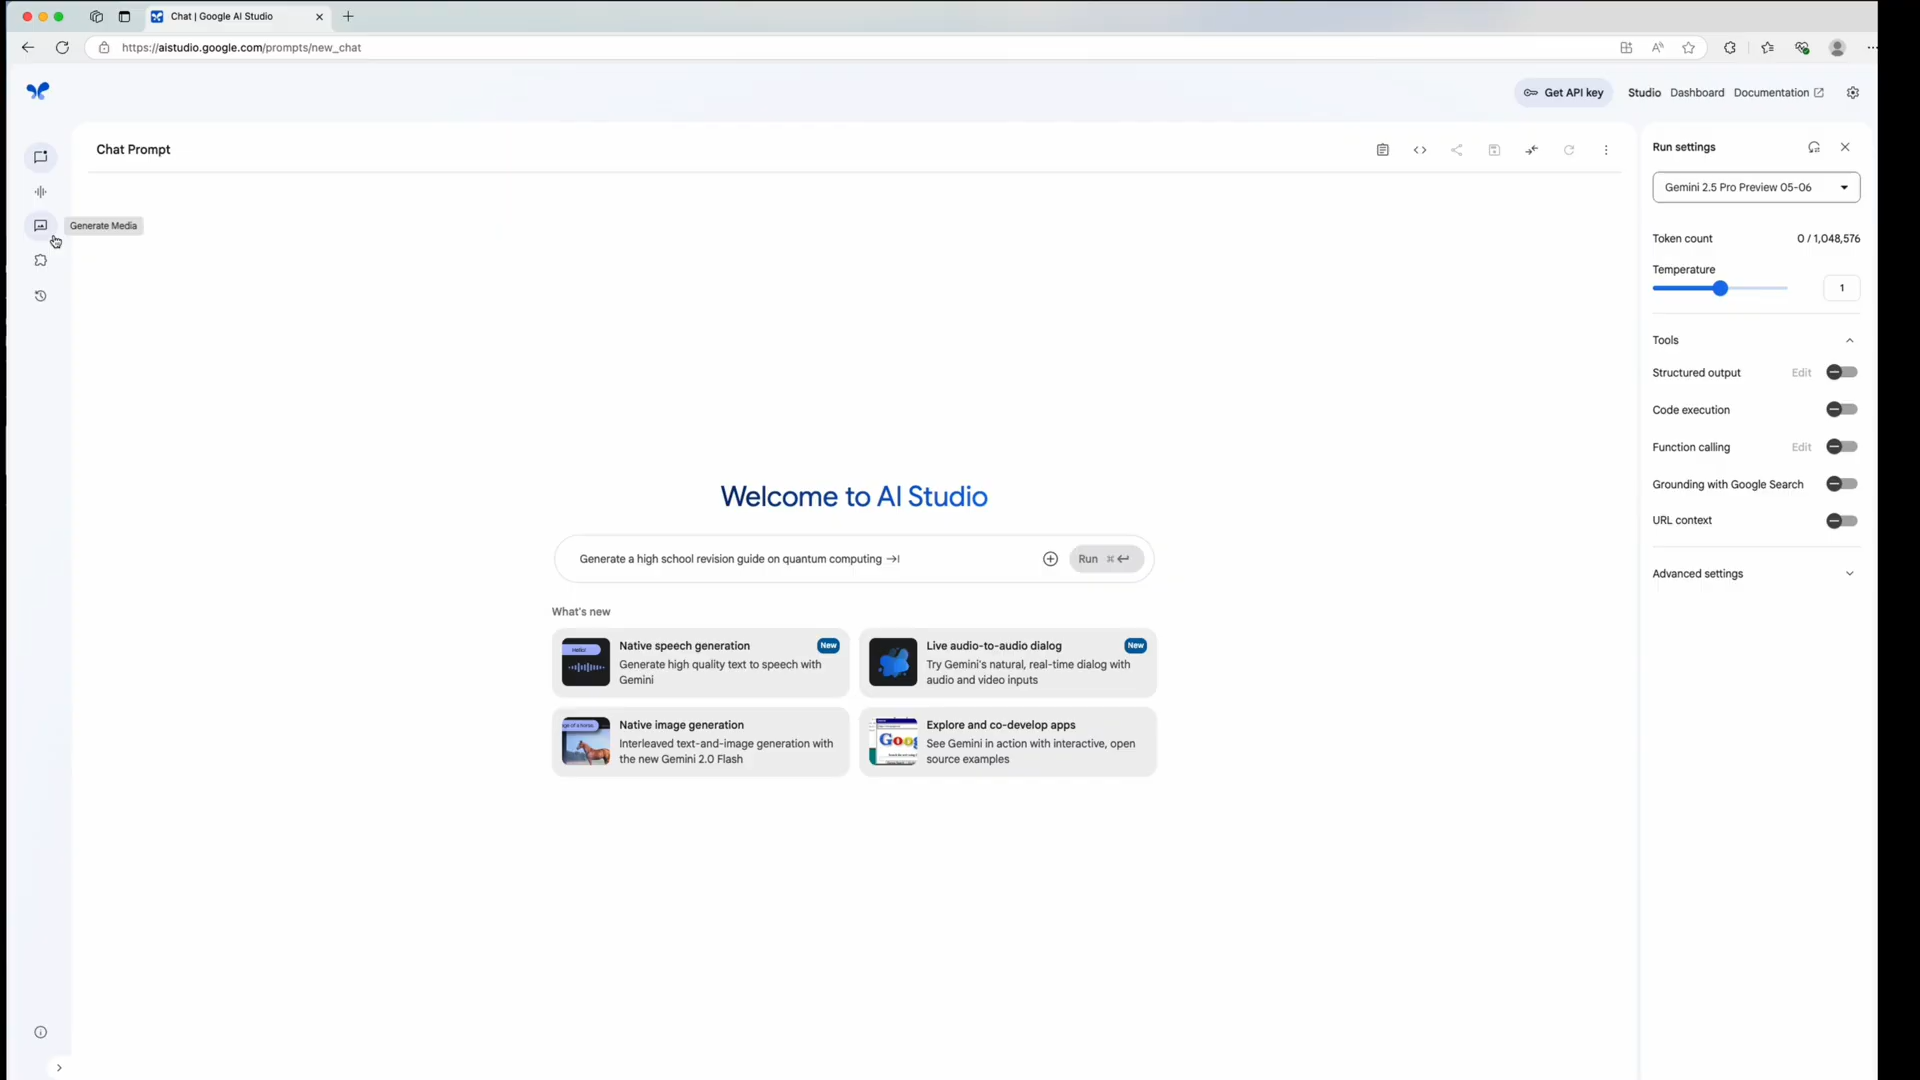 Chat | Google AI Studio
https://aistudio.google.com/prompts/new_chat
Get API key
Studio
Dashboard
Documentation
Chat Prompt
Generate Media
Welcome to AI Studio
Generate a high school revision guide on quantum computing
Run ⌘
What's new
Hello!
Native speech generation
New
Generate high quality text to speech with
Gemini
Live audio-to-audio dialog
New
Try Gemini's natural, real-time dialog with
audio and video inputs
Native image generation
Interleaved text-and-image generation with
the new Gemini 2.0 Flash
Goog
Explore and co-develop apps
See Gemini in action with interactive, open
source examples
Run settings
Gemini 2.5 Pro Preview 05-06
Token count
0 / 1,048,576
Temperature
1
Tools
Structured output
Edit
Code execution
Function calling
Edit
Grounding with Google Search
URL context
Advanced settings